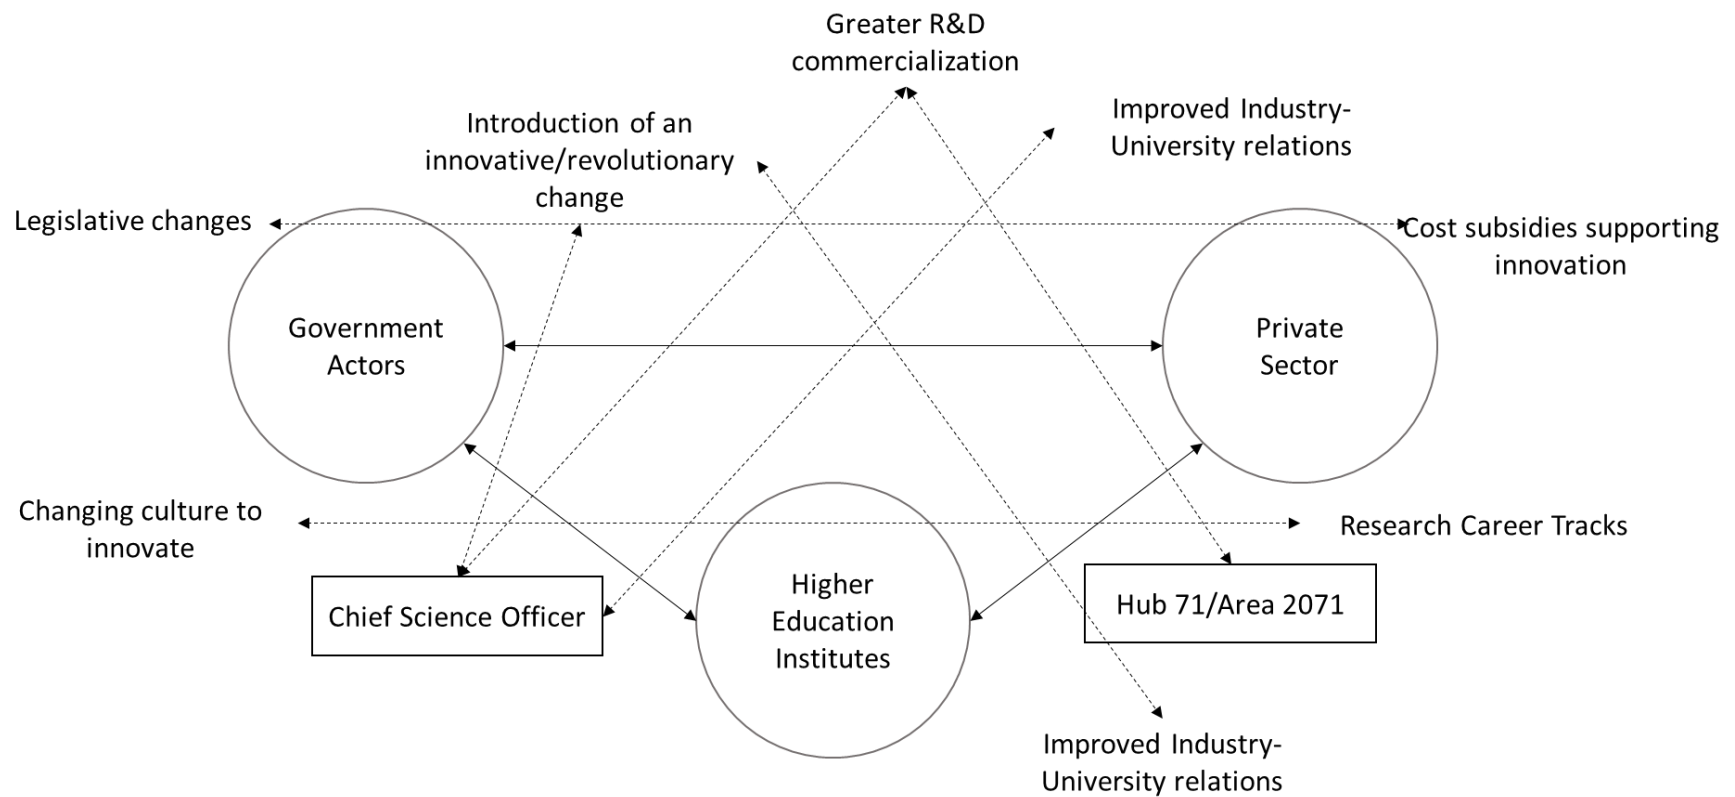 Greater R&D
commercialization
Improved Industry-
University relations
Introduction of an
innovative/revolutionary
change
Legislative changes
Cost subsidies supporting
innovation
Government
Actors
Private
Sector
Changing culture to
innovate
Research Career Tracks
Chief Science Officer
Higher
Education
Institutes
Hub 71/Area 2071
Improved Industry-
University relations